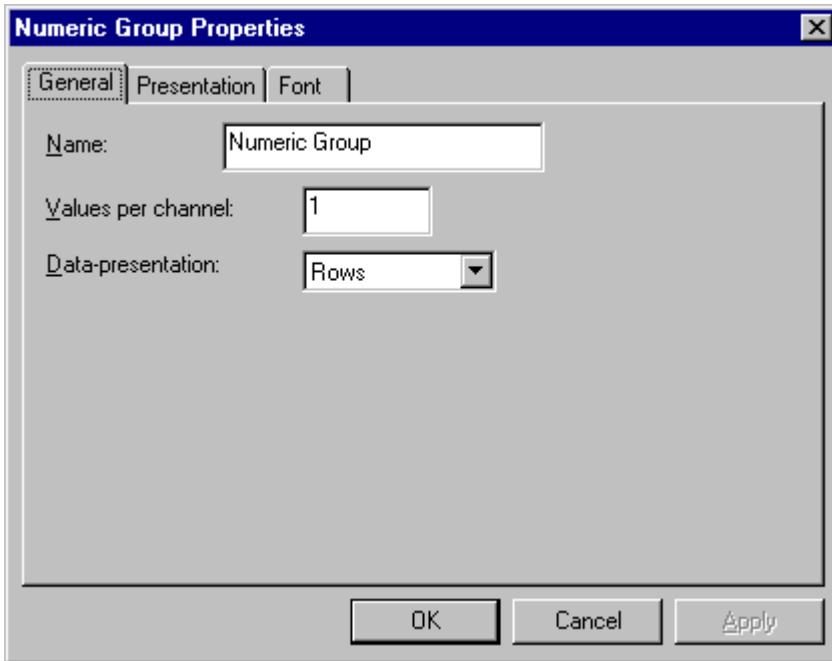 Numeric Group Properties
General Presentation Font
Name: Numeric Group
Values per channel: 1
Data-presentation: Rows
OK Cancel Apply